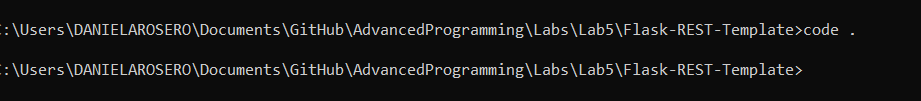 C:\Users\DANIELAROSERO\Documents\GitHub\AdvancedProgramming\Labs\Lab5\Flask-REST-Template>code .
C:\Users\DANIELAROSERO\Documents\GitHub\AdvancedProgramming\Labs\Lab5\Flask-REST-Template>